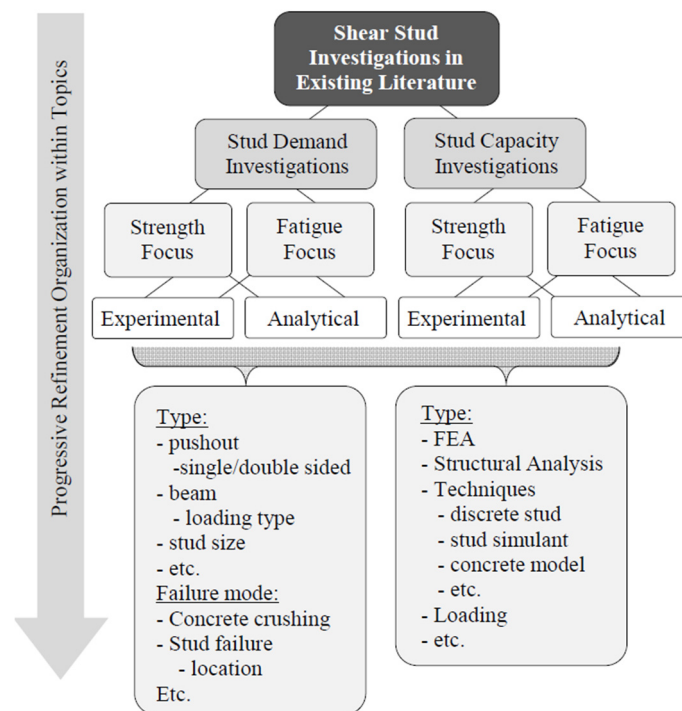 Progressive Refinement Organization within Topics
Shear Stud
Investigations in
Existing Literature
Stud Demand
Investigations
Stud Capacity
Investigations
Strength
Focus
Fatigue
Focus
Strength
Focus
Fatigue
Focus
Experimental
Analytical
Experimental
Analytical
Type:
- pushout
-single/double sided
- beam
- loading type
- stud size
- etc.
Failure mode:
- Concrete crushing
- Stud failure
- location
Etc.
Type:
- FEA
- Structural Analysis
- Techniques
- discrete stud
- stud simulant
- concrete model
- etc.
- Loading
- etc.